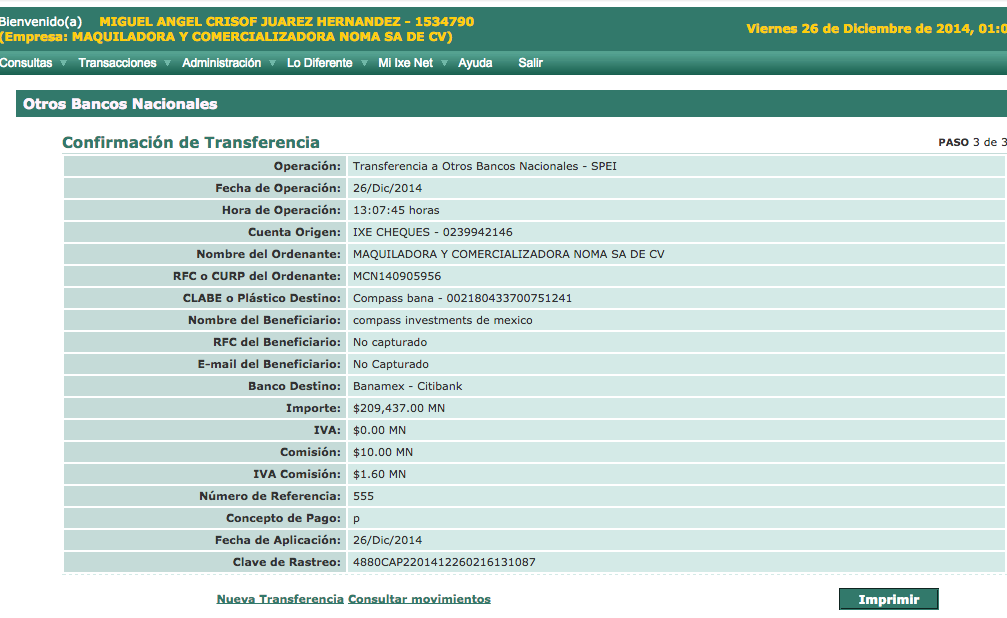 Bienvenido(a) MIGUEL ANGEL CRISOF JUAREZ HERNANDEZ - 1534790
(Empresa: MAQUILADORA Y COMERCIALIZADORA NOMA SA DE CV)
Viernes 26 de Diciembre de 2014, 01:0
Consultas Transacciones Administración Lo Diferente Mi Ixe Net Ayuda Salir
Otros Bancos Nacionales
Confirmación de Transferencia PASO 3 de 3
Operación: Transferencia a Otros Bancos Nacionales - SPEI
Fecha de Operación: 26/Dic/2014
Hora de Operación: 13:07:45 horas
Cuenta Origen: IXE CHEQUES - 0239942146
Nombre del Ordenante: MAQUILADORA Y COMERCIALIZADORA NOMA SA DE CV
RFC o CURP del Ordenante: MCN140905956
CLABE o Plástico Destino: Compass bana - 002180433700751241
Nombre del Beneficiario: compass investments de mexico
RFC del Beneficiario: No capturado
E-mail del Beneficiario: No Capturado
Banco Destino: Banamex - Citibank
Importe: $209,437.00 MN
IVA: $0.00 MN
Comisión: $10.00 MN
IVA Comisión: $1.60 MN
Número de Referencia: 555
Concepto de Pago: p
Fecha de Aplicación: 26/Dic/2014
Clave de Rastreo: 4880CAP2201412260216131087
Nueva Transferencia Consultar movimientos Imprimir